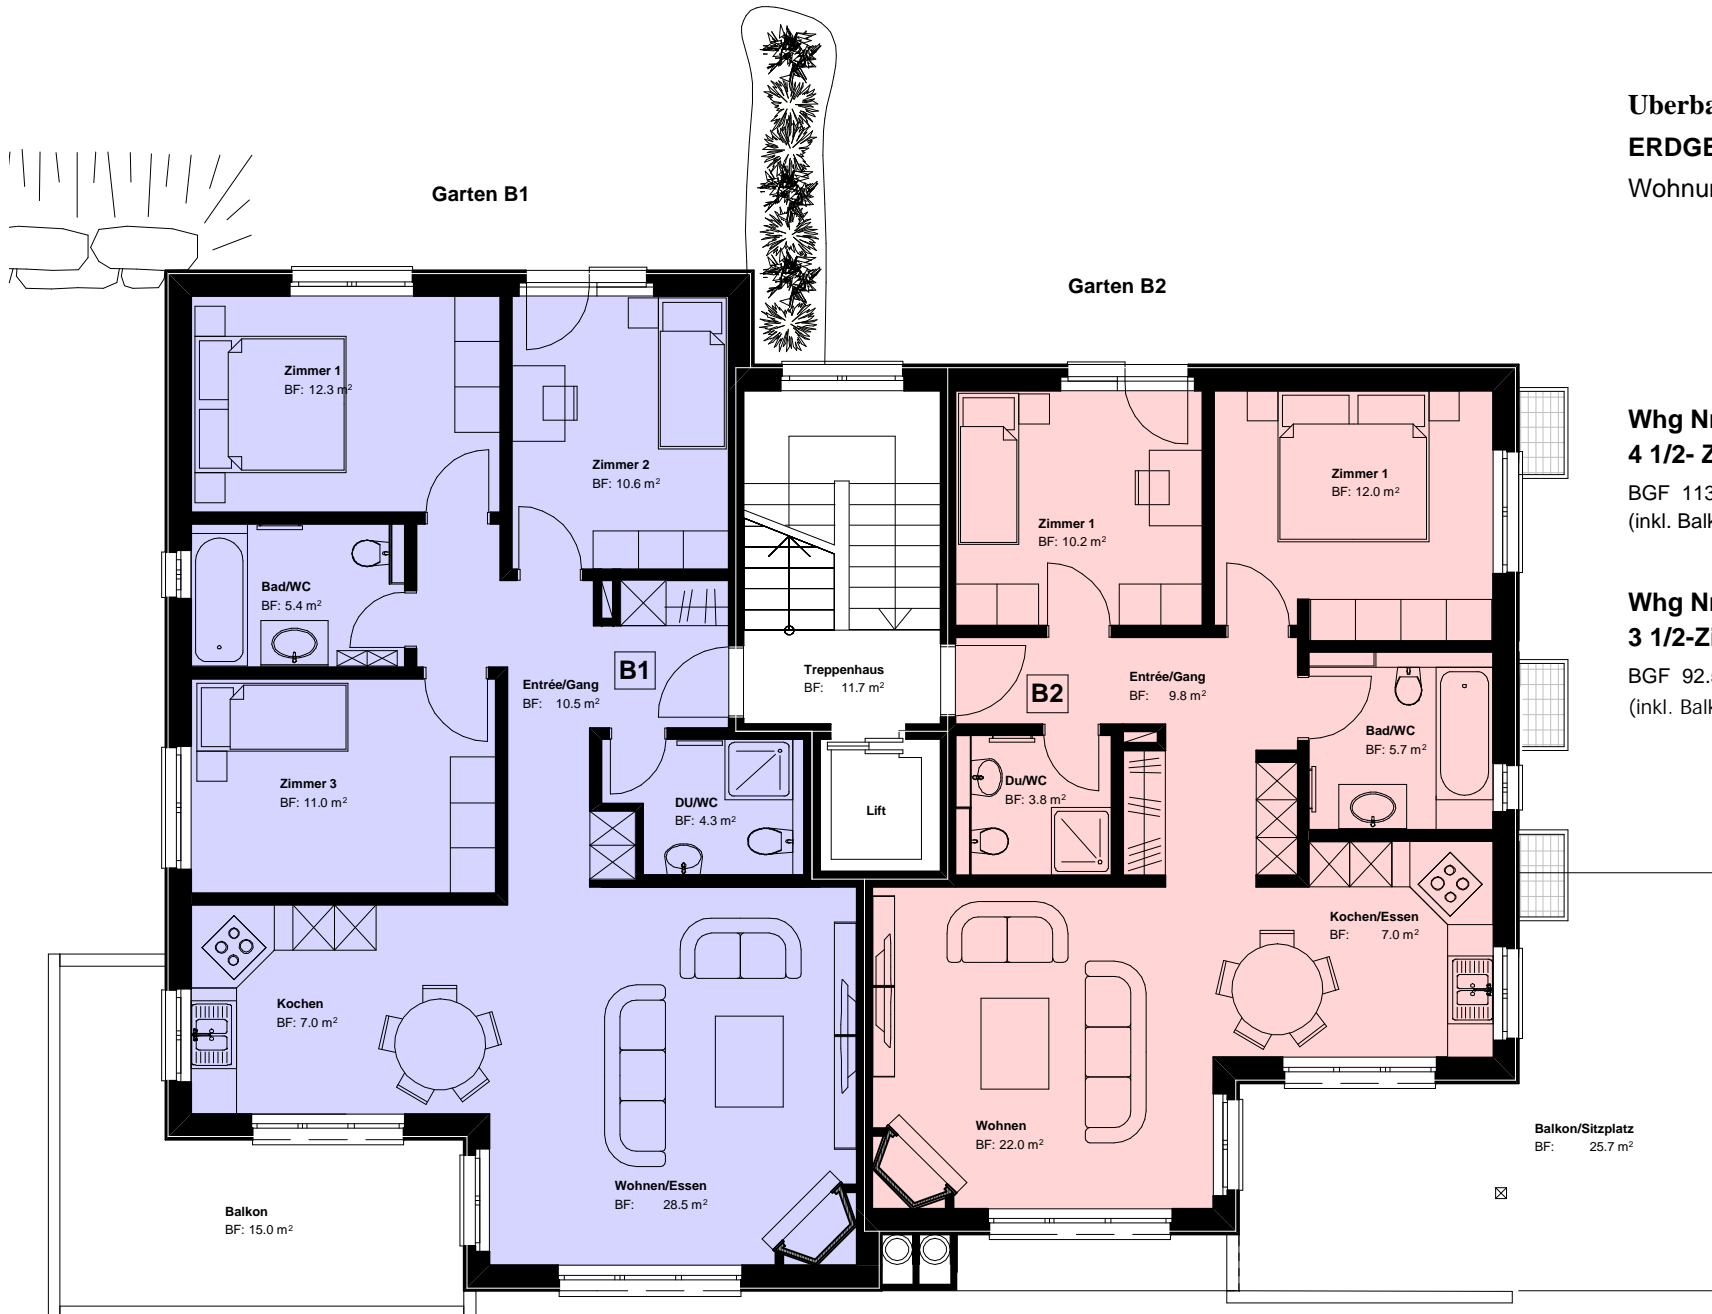 Garten B1
Garten B2
Zimmer 1
BF: 12.3 m²
Zimmer 2
BF: 10.6 m²
Bad/WC
BF: 5.4 m²
Zimmer 3
BF: 11.0 m²
Entrée/Gang
BF: 10.5 m²
B1
DU/WC
BF: 4.3 m²
Kochen
BF: 7.0 m²
Wohnen/Essen
BF: 28.5 m²
Balkon
BF: 15.0 m²
Treppenhaus
BF: 11.7 m²
Lift
Zimmer 1
BF: 10.2 m²
Zimmer 1
BF: 12.0 m²
B2
Entrée/Gang
BF: 9.8 m²
Bad/WC
BF: 5.7 m²
Du/WC
BF: 3.8 m²
Kochen/Essen
BF: 7.0 m²
Wohnen
BF: 22.0 m²
Balkon/Sitzplatz
BF: 25.7 m²
Uberba
ERDGE
Wohnu
Whg Nr
4 1/2- Z
BGF 113
(inkl. Balk
Whg Nr
3 1/2-Zi
BGF 92.
(inkl. Balk